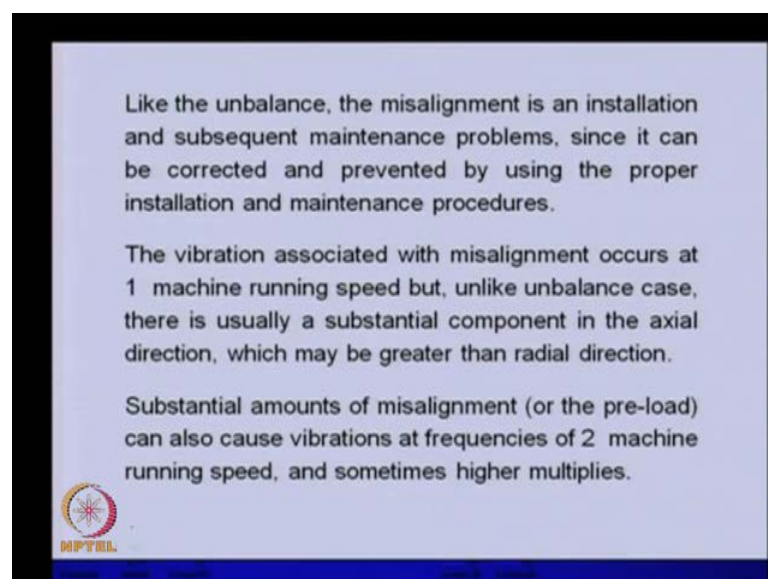 Like the unbalance, the misalignment is an installation
and subsequent maintenance problems, since it can
be corrected and prevented by using the proper
installation and maintenance procedures.
The vibration associated with misalignment occurs at
1 machine running speed but, unlike unbalance case,
there is usually a substantial component in the axial
direction, which may be greater than radial direction.
Substantial amounts of misalignment (or the pre-load)
can also cause vibrations at frequencies of 2 machine
running speed, and sometimes higher multiplies.
NPTEL